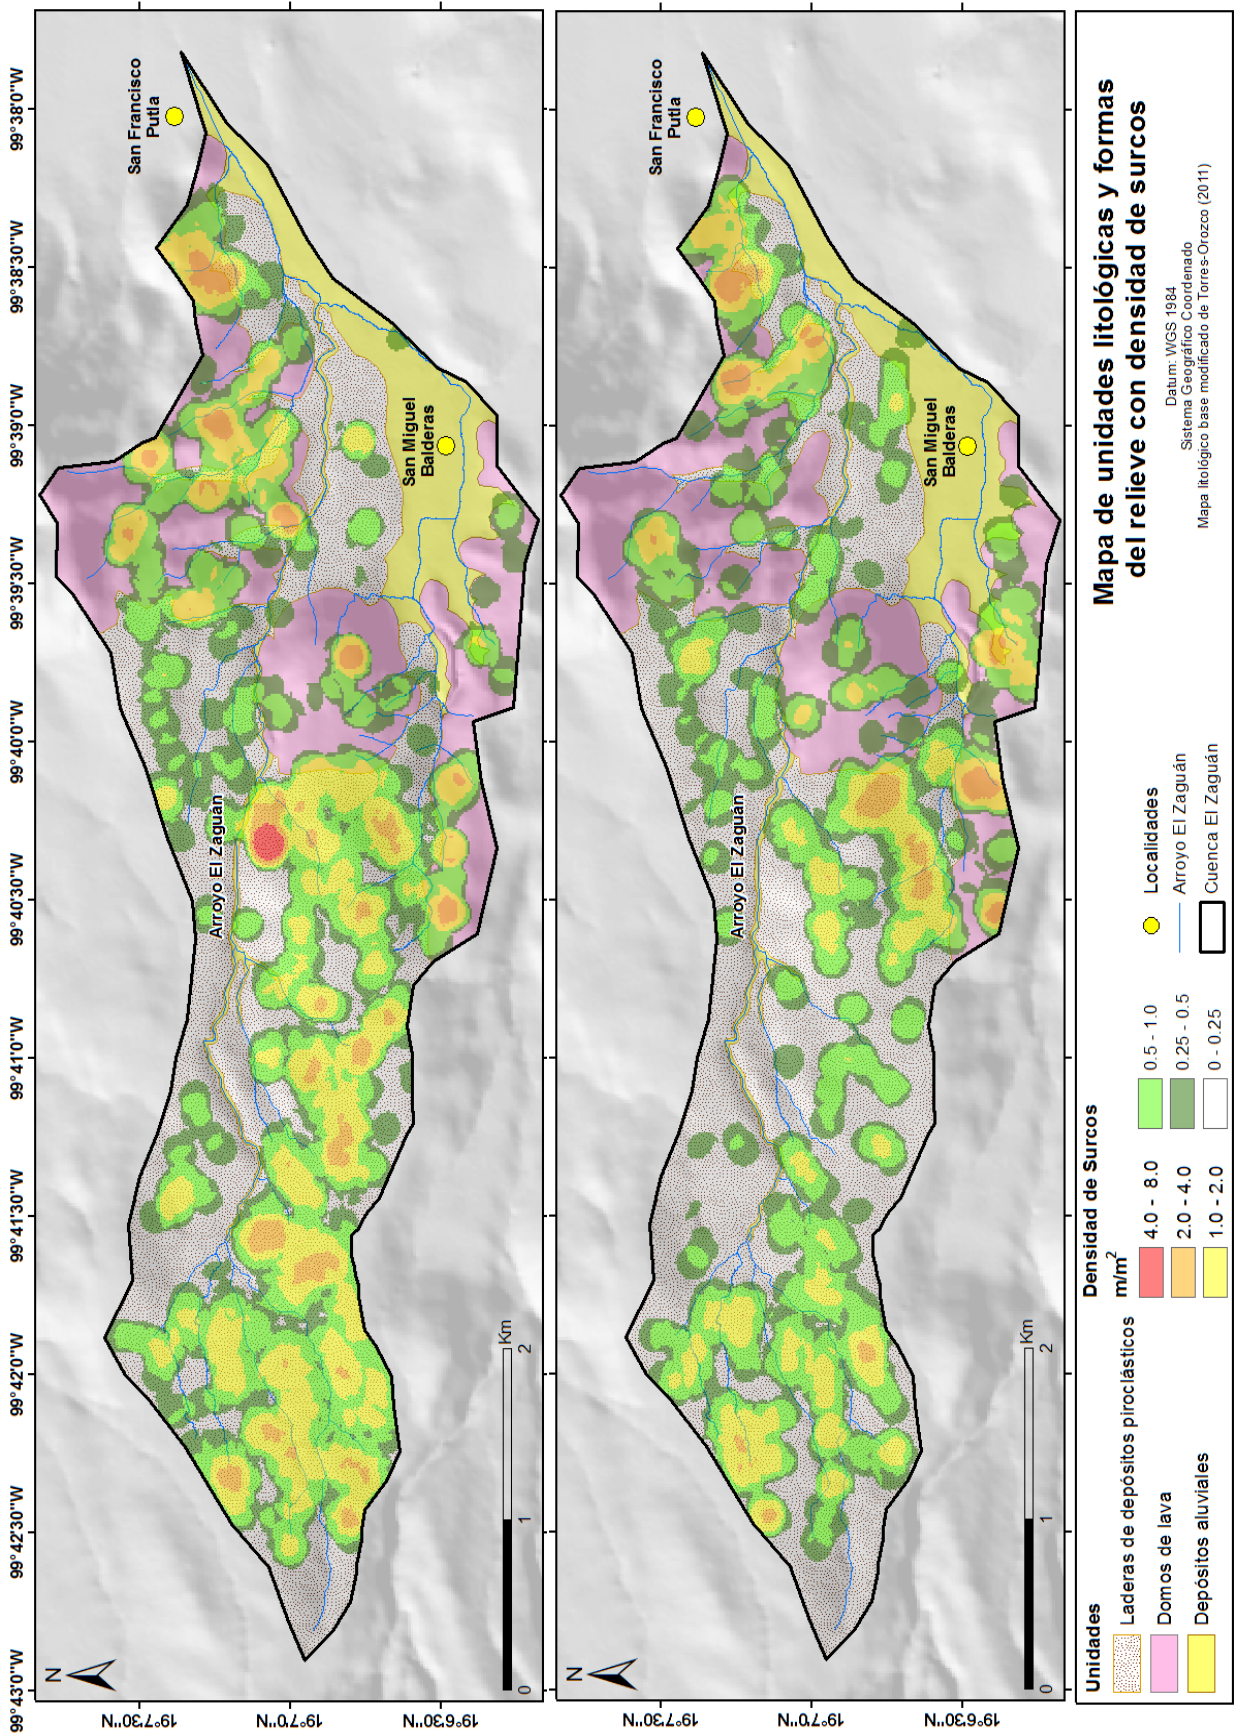 99°43'0"W
99°42'30"W
99°42'0"W
99°41'30"W
99°41'0"W
99°40'30"W
99°40'0"W
99°39'30"W
99°39'0"W
99°38'30"W
99°38'0"W
19°7'30"N
19°7'0"N
19°6'30"N
N
San Francisco
Putla
San Miguel
Balderas
Arroyo El Zaguán
0
1
2
Km
19°7'30"N
19°7'0"N
19°6'30"N
N
San Francisco
Putla
San Miguel
Balderas
Arroyo El Zaguán
0
1
2
Km
Unidades
Laderas de depósitos piroclásticos
Domos de lava
Depósitos aluviales
Densidad de Surcos
m/m²
4.0 - 8.0
2.0 - 4.0
1.0 - 2.0
0.5 - 1.0
0.25 - 0.5
0 - 0.25
Localidades
Arroyo El Zaguán
Cuenca El Zaguán
Mapa de unidades litológicas y formas
del relieve con densidad de surcos
Datum: WGS 1984
Sistema Geográfico Coordenado
Mapa litológico base modificado de Torres-Orozco (2011)